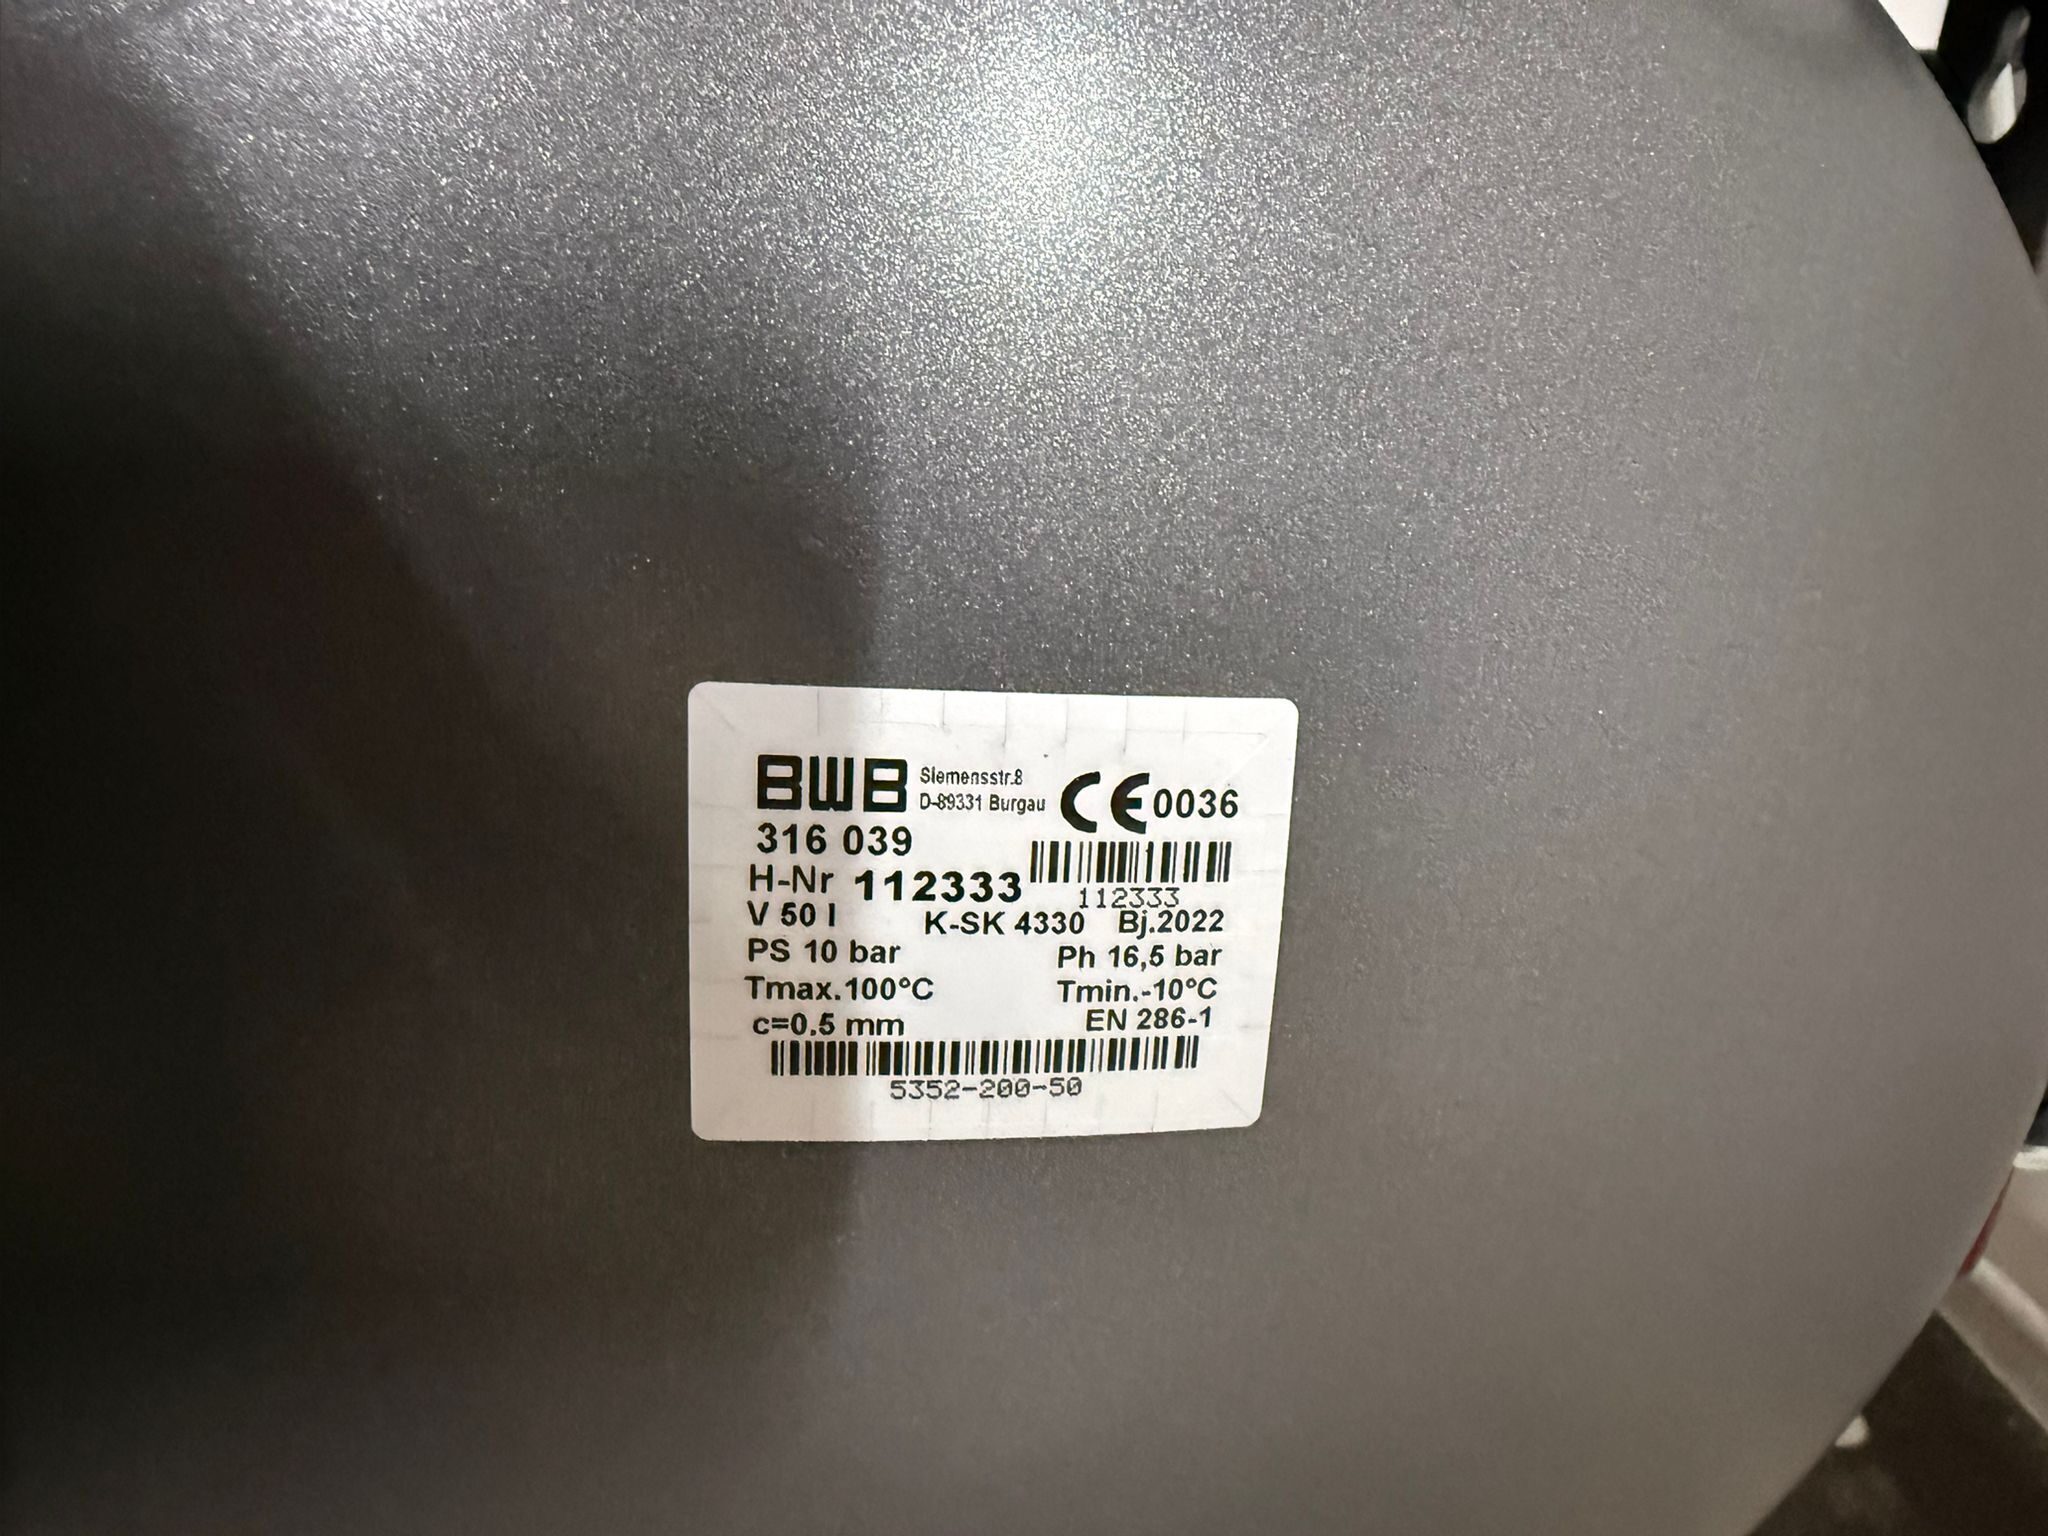 BWB Siemensstr.8
D-89331 Burgau CE 0036
316 039
H-Nr 112333
112333
V 50 l K-SK 4330 Bj.2022
PS 10 bar Ph 16,5 bar
Tmax.100°C Tmin.-10°C
c=0.5 mm EN 286-1
5352-200-50